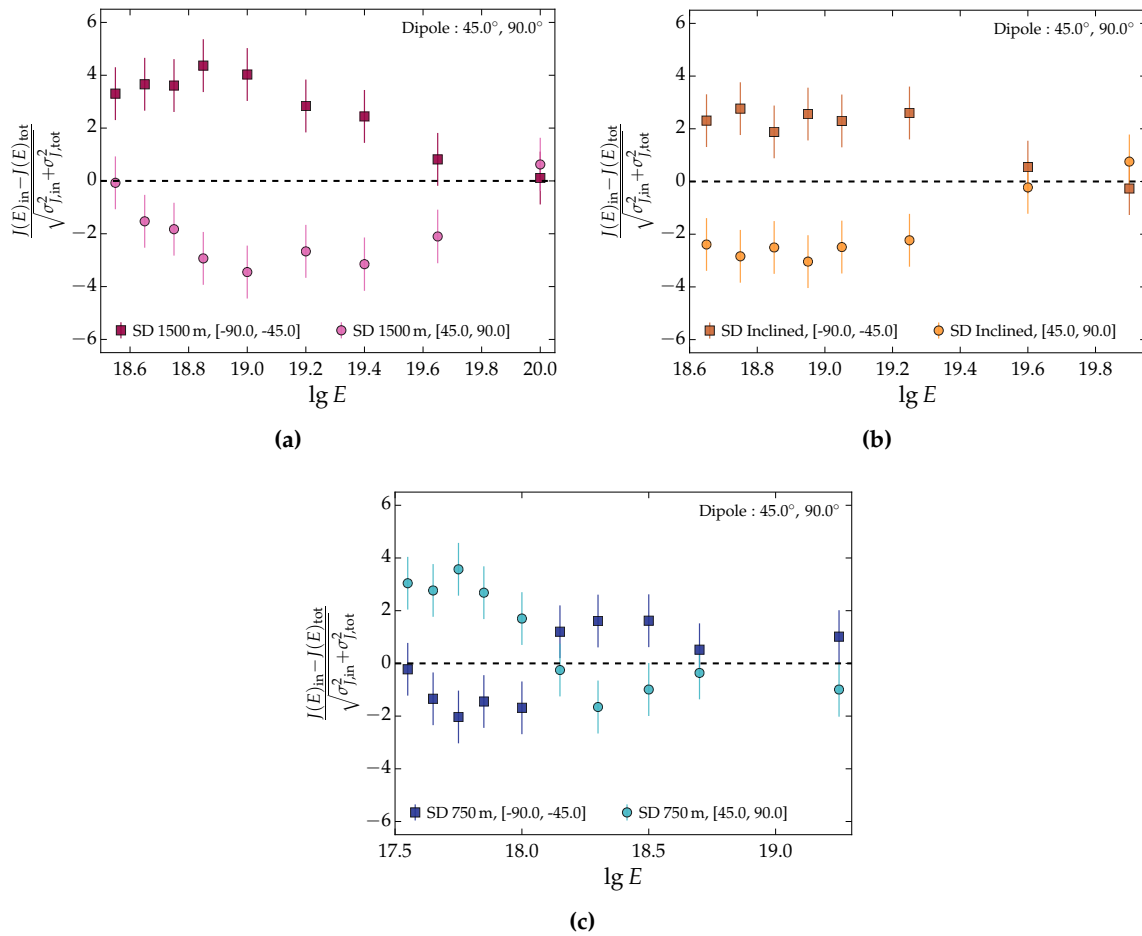 Dipole : 45.0°, 90.0°
6
4
2
0
−2
−4
−6
J(E)in−J(E)tot
√σ²J,in+σ²J,tot
SD 1500 m, [-90.0, -45.0] SD 1500 m, [45.0, 90.0]
18.6 18.8 19.0 19.2 19.4 19.6 19.8 20.0
lg E
(a)
Dipole : 45.0°, 90.0°
6
4
2
0
−2
−4
−6
J(E)in−J(E)tot
√σ²J,in+σ²J,tot
SD Inclined, [-90.0, -45.0] SD Inclined, [45.0, 90.0]
18.6 18.8 19.0 19.2 19.4 19.6 19.8
lg E
(b)
Dipole : 45.0°, 90.0°
6
4
2
0
−2
−4
−6
J(E)in−J(E)tot
√σ²J,in+σ²J,tot
SD 750 m, [-90.0, -45.0] SD 750 m, [45.0, 90.0]
17.5 18.0 18.5 19.0
lg E
(c)